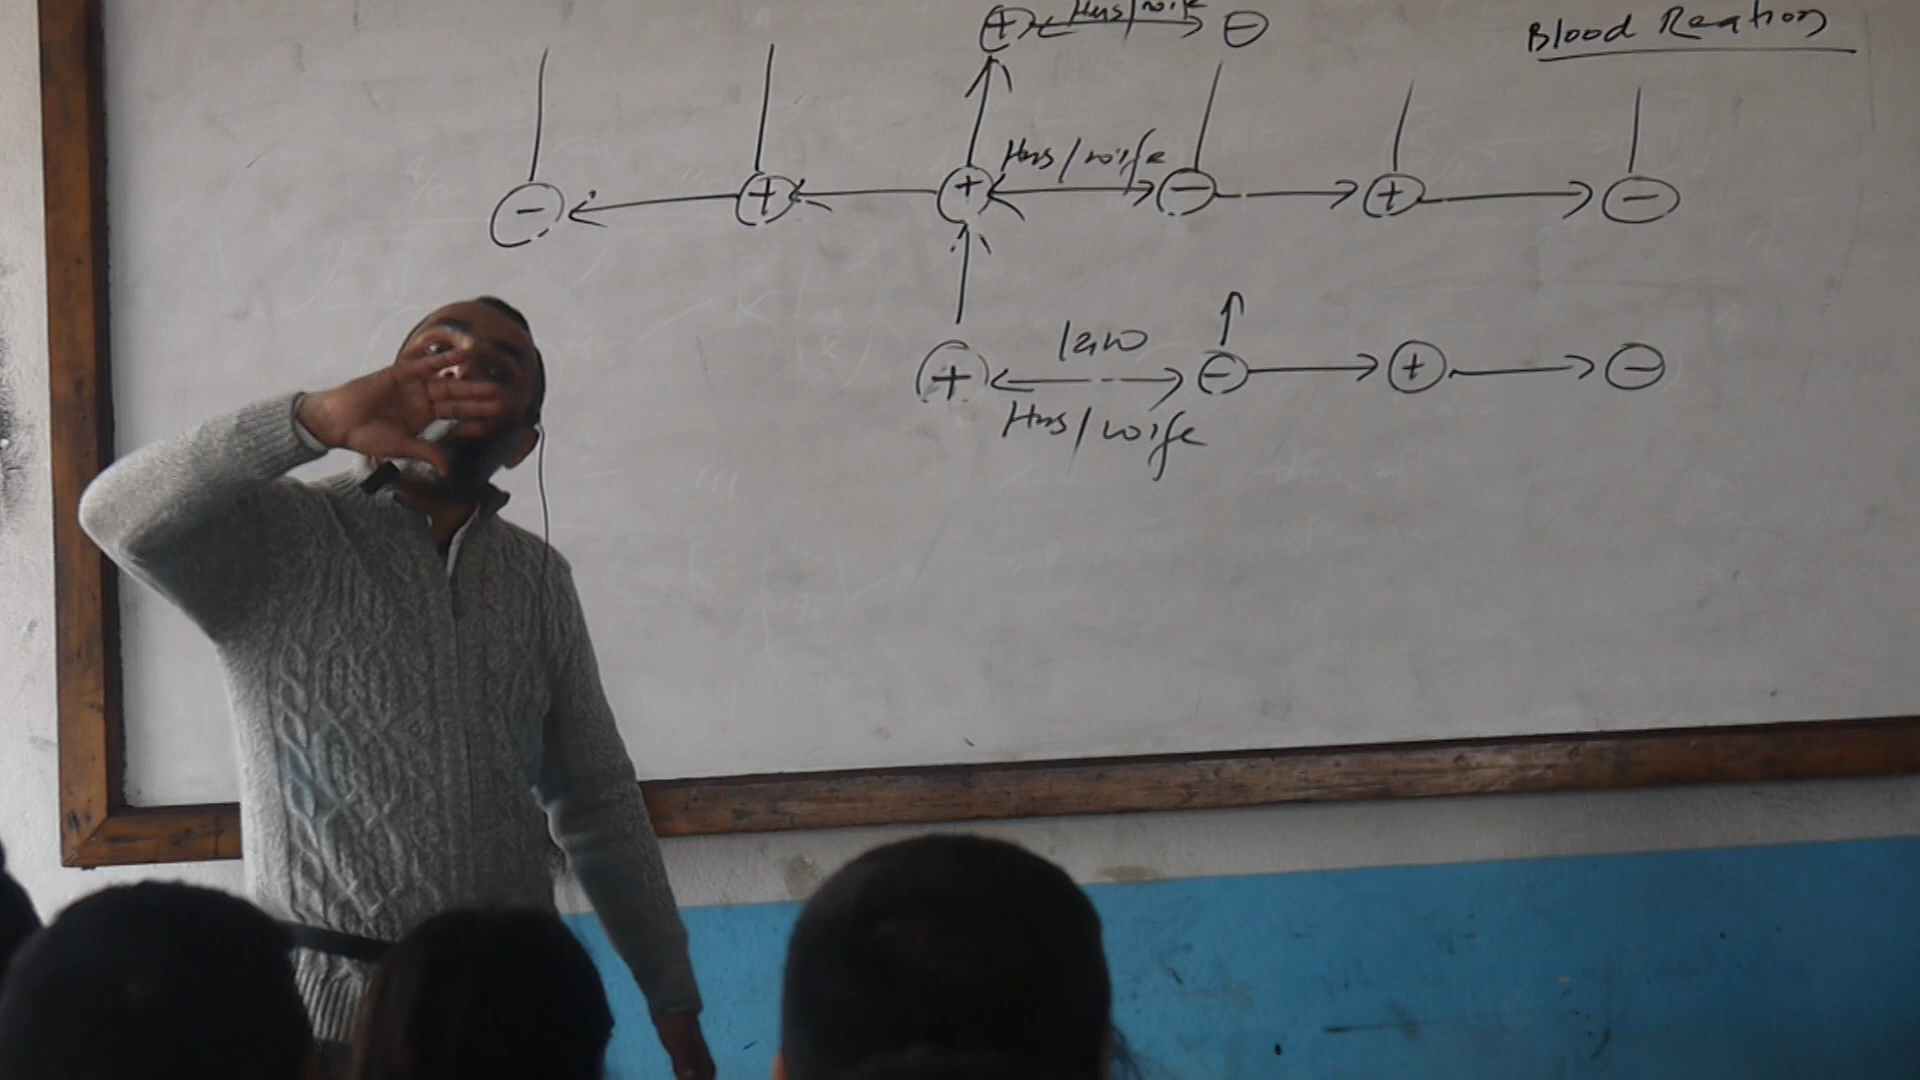 Hus/wife
Blood Reation
+ −
Hus/wife
− + + − + −
law
+ − + −
Hus/wife